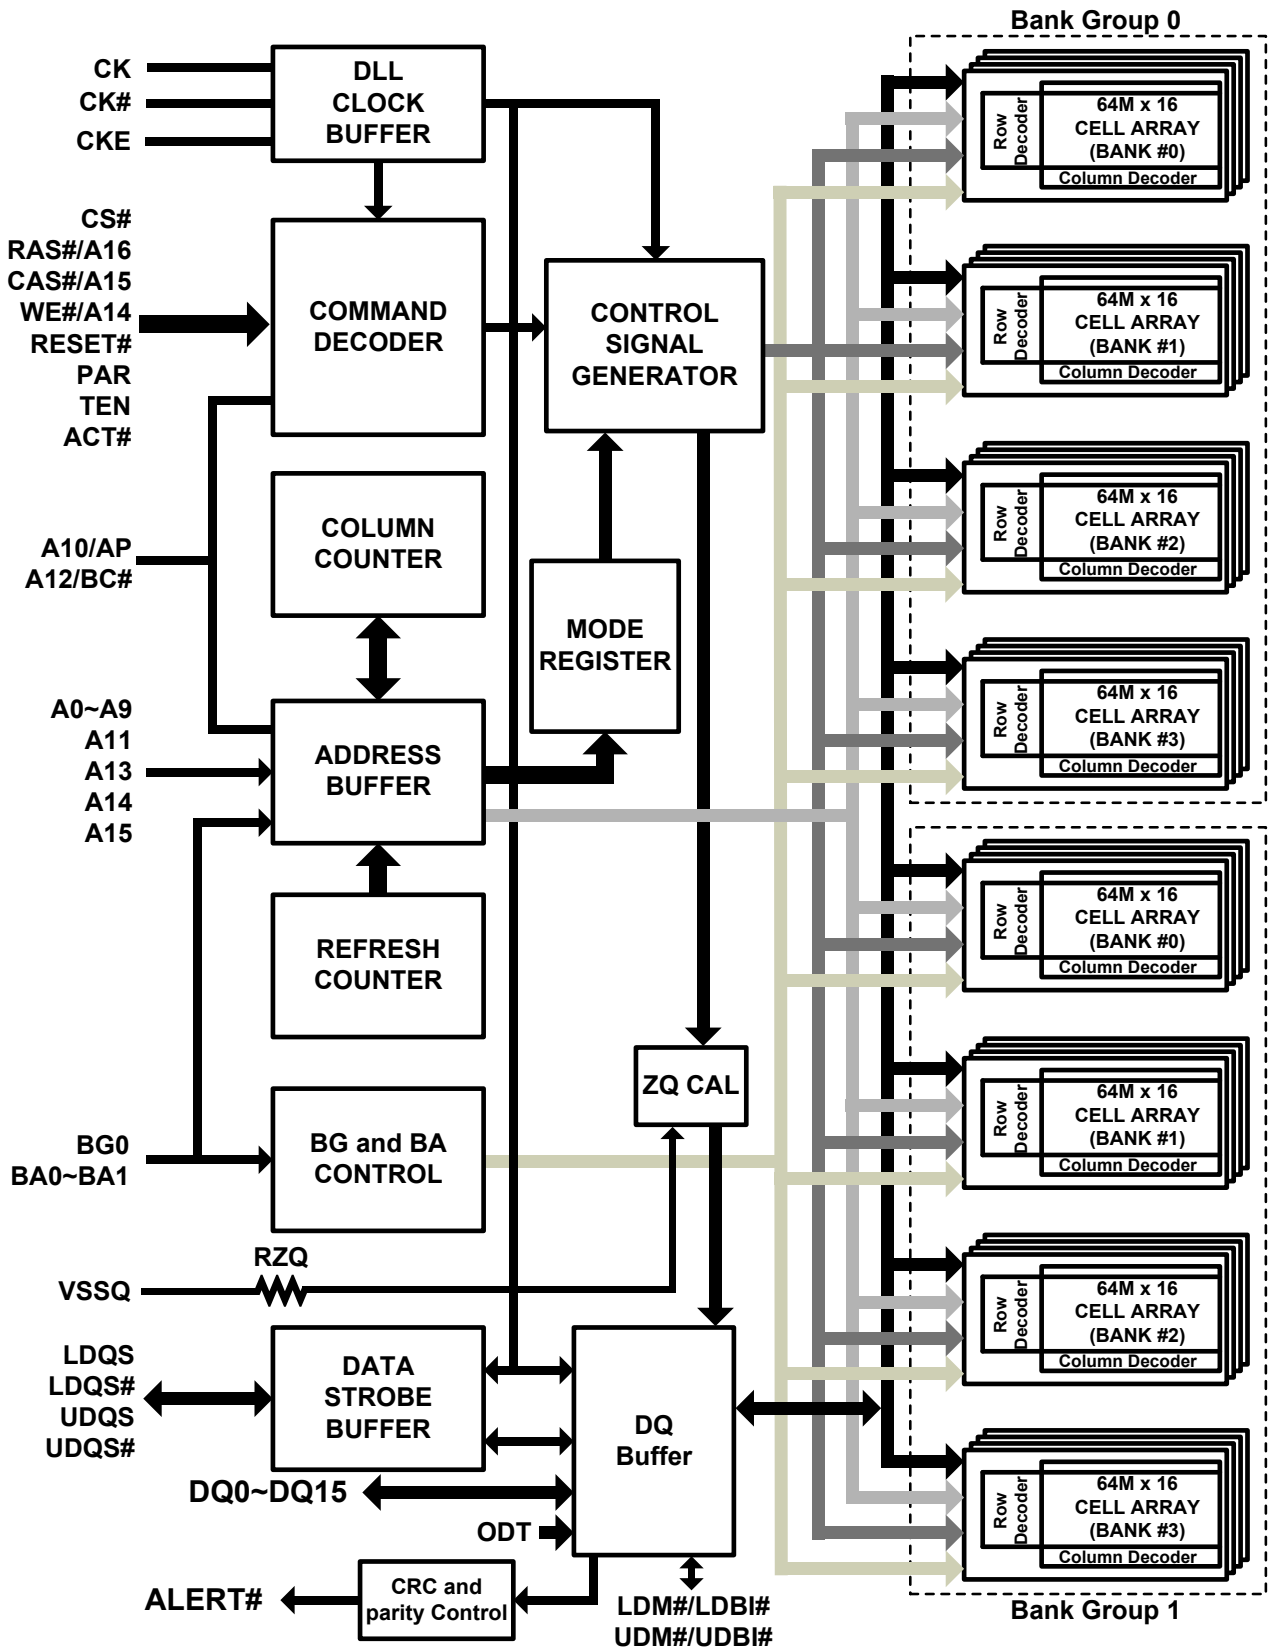 Bank Group 0
CK
CK#
CKE
DLL
CLOCK
BUFFER
CS#
RAS#/A16
CAS#/A15
WE#/A14
RESET#
PAR
TEN
ACT#
COMMAND
DECODER
CONTROL
SIGNAL
GENERATOR
A10/AP
A12/BC#
COLUMN
COUNTER
MODE
REGISTER
A0~A9
A11
A13
A14
A15
ADDRESS
BUFFER
REFRESH
COUNTER
ZQ CAL
BG0
BA0~BA1
BG and BA
CONTROL
RZQ
VSSQ
LDQS
LDQS#
UDQS
UDQS#
DATA
STROBE
BUFFER
DQ
Buffer
DQ0~DQ15
ODT
ALERT#
CRC and
parity Control
LDM#/LDBI#
UDM#/UDBI#
Row
Decoder
64M x 16
CELL ARRAY
(BANK #0)
Column Decoder
Row
Decoder
64M x 16
CELL ARRAY
(BANK #1)
Column Decoder
Row
Decoder
64M x 16
CELL ARRAY
(BANK #2)
Column Decoder
Row
Decoder
64M x 16
CELL ARRAY
(BANK #3)
Column Decoder
Row
Decoder
64M x 16
CELL ARRAY
(BANK #0)
Column Decoder
Row
Decoder
64M x 16
CELL ARRAY
(BANK #1)
Column Decoder
Row
Decoder
64M x 16
CELL ARRAY
(BANK #2)
Column Decoder
Row
Decoder
64M x 16
CELL ARRAY
(BANK #3)
Column Decoder
Bank Group 1